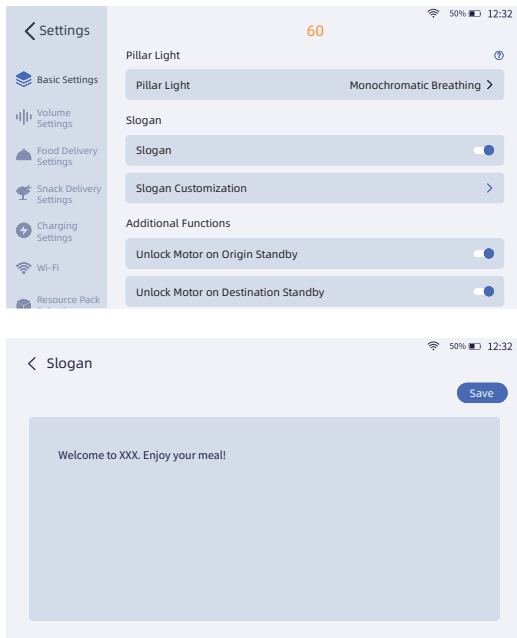 50% 12:32
Settings
60
Pillar Light
Basic Settings
Pillar Light Monochromatic Breathing
Volume
Settings
Slogan
Food Delivery
Settings
Slogan
Snack Delivery
Settings
Slogan Customization
Charging
Settings
Additional Functions
Wi-Fi
Unlock Motor on Origin Standby
Resource Pack
Unlock Motor on Destination Standby
50% 12:32
Slogan
Save
Welcome to XXX. Enjoy your meal!